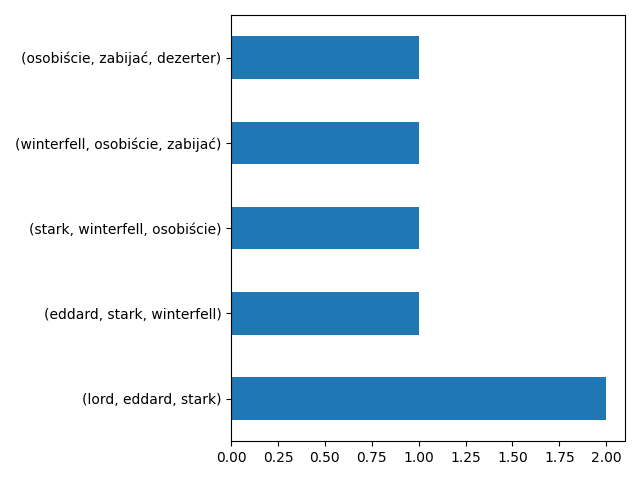 (osobiście, zabijać, dezerter)
(winterfell, osobiście, zabijać)
(stark, winterfell, osobiście)
(eddard, stark, winterfell)
(lord, eddard, stark)
0.00 0.25 0.50 0.75 1.00 1.25 1.50 1.75 2.00